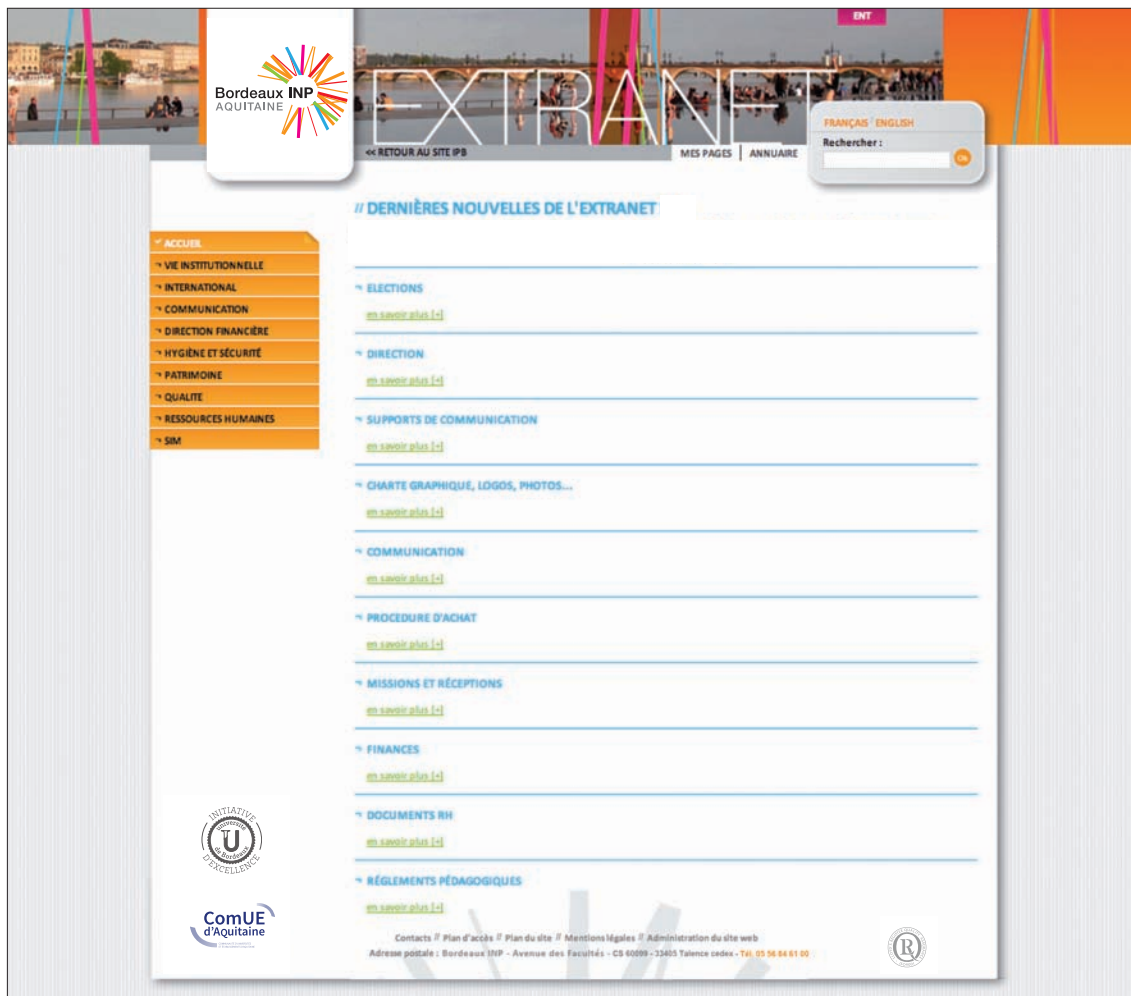 ENT
Bordeaux INP
AQUITAINE
EXTRANET
FRANÇAIS // ENGLISH
Rechercher :
Ok
<< RETOUR AU SITE IPB
MES PAGES | ANNUAIRE
// DERNIÈRES NOUVELLES DE L'EXTRANET
ACCUEIL
VIE INSTITUTIONNELLE
INTERNATIONAL
COMMUNICATION
DIRECTION FINANCIÈRE
HYGIÈNE ET SÉCURITÉ
PATRIMOINE
QUALITE
RESSOURCES HUMAINES
SIM
ELECTIONS
en savoir plus [+]
DIRECTION
en savoir plus [+]
SUPPORTS DE COMMUNICATION
en savoir plus [+]
CHARTE GRAPHIQUE, LOGOS, PHOTOS...
en savoir plus [+]
COMMUNICATION
en savoir plus [+]
PROCEDURE D'ACHAT
en savoir plus [+]
MISSIONS ET RÉCEPTIONS
en savoir plus [+]
FINANCES
en savoir plus [+]
DOCUMENTS RH
en savoir plus [+]
RÉGLEMENTS PÉDAGOGIQUES
en savoir plus [+]
INITIATIVE
université
U
de Bordeaux
D'EXCELLENCE
ComUE
d'Aquitaine
Contacts // Plan d'accès // Plan du site // Mentions légales // Administration du site web
Adresse postale : Bordeaux INP - Avenue des Facultés - CS 60099 - 33405 Talence cedex - Tél. 05 56 84 61 00
R